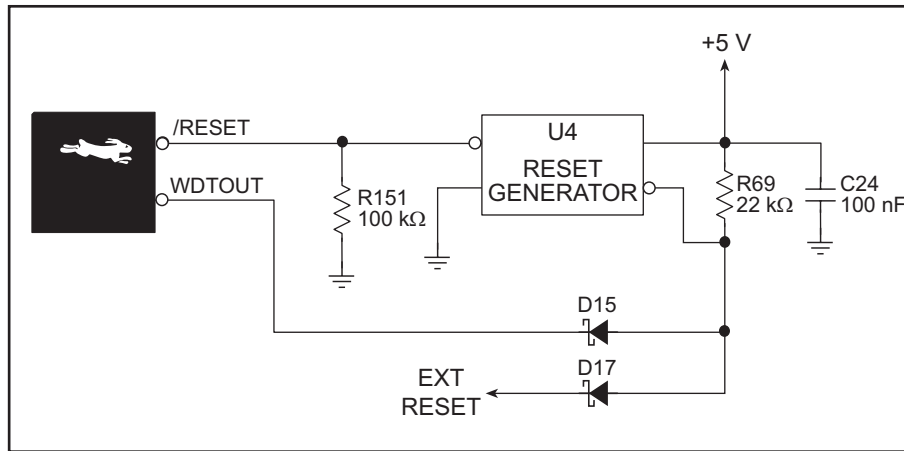 +5 V
/RESET
U4
RESET
GENERATOR
WDTOUT
R151
100 kΩ
R69
22 kΩ
C24
100 nF
D15
D17
EXT
RESET